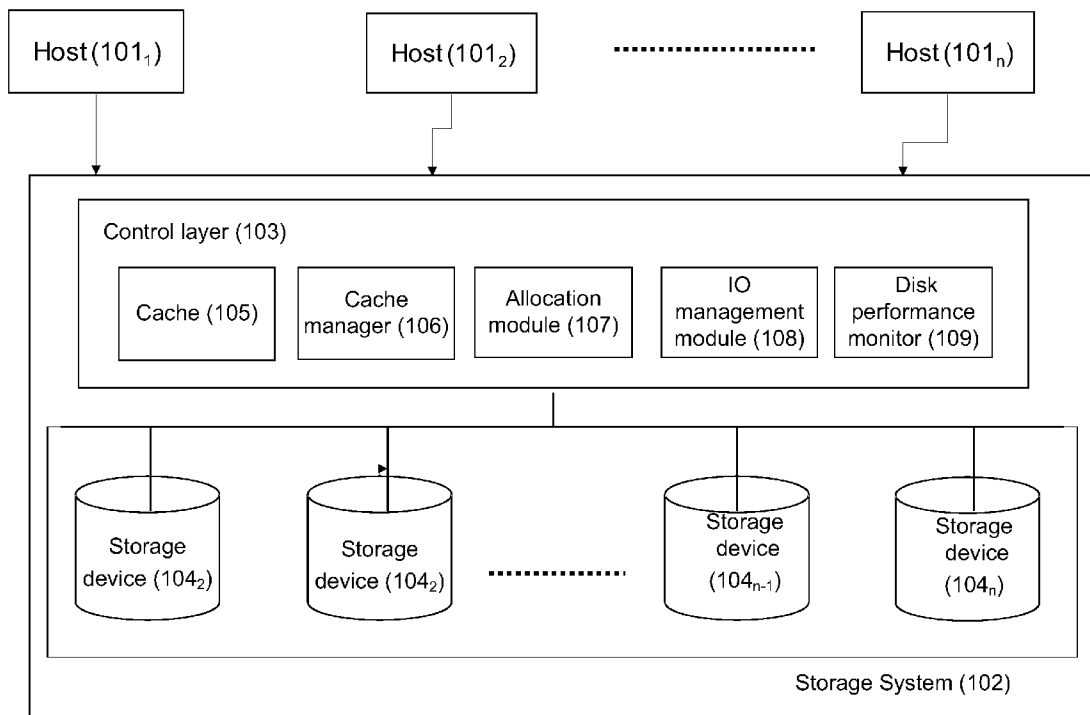 Host (101₁)
Host (101₂)
Host (101ₙ)
Control layer (103)
Cache (105)
Cache
manager (106)
Allocation
module (107)
IO
management
module (108)
Disk
performance
monitor (109)
Storage
device (104₂)
Storage
device (104₂)
Storage
device
(104ₙ₋₁)
Storage
device
(104ₙ)
Storage System (102)